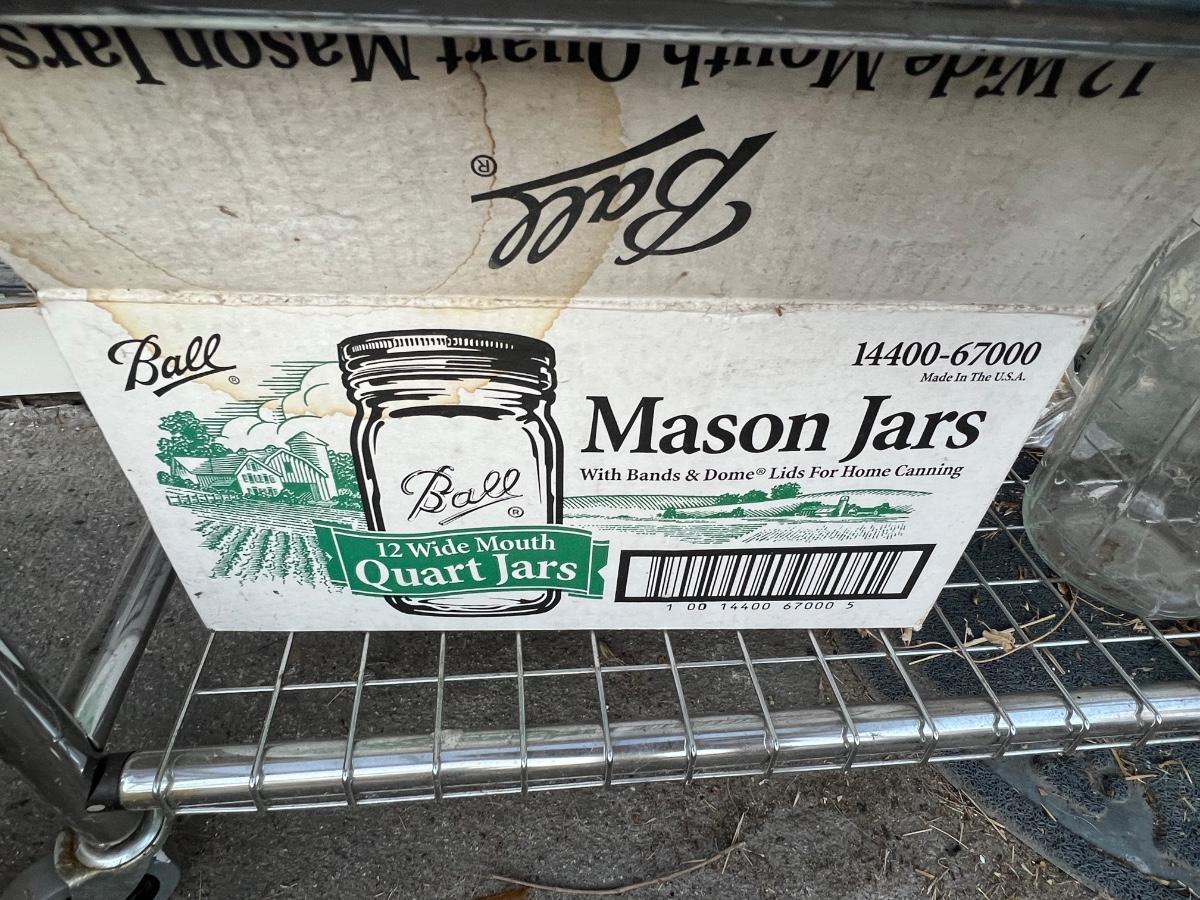 12 Wide Mouth Quart Mason Jars
Ball®
Ball®
14400-67000
Made In The U.S.A.
Mason Jars
With Bands & Dome® Lids For Home Canning
Ball®
12 Wide Mouth
Quart Jars
1 00 14400 67000 5